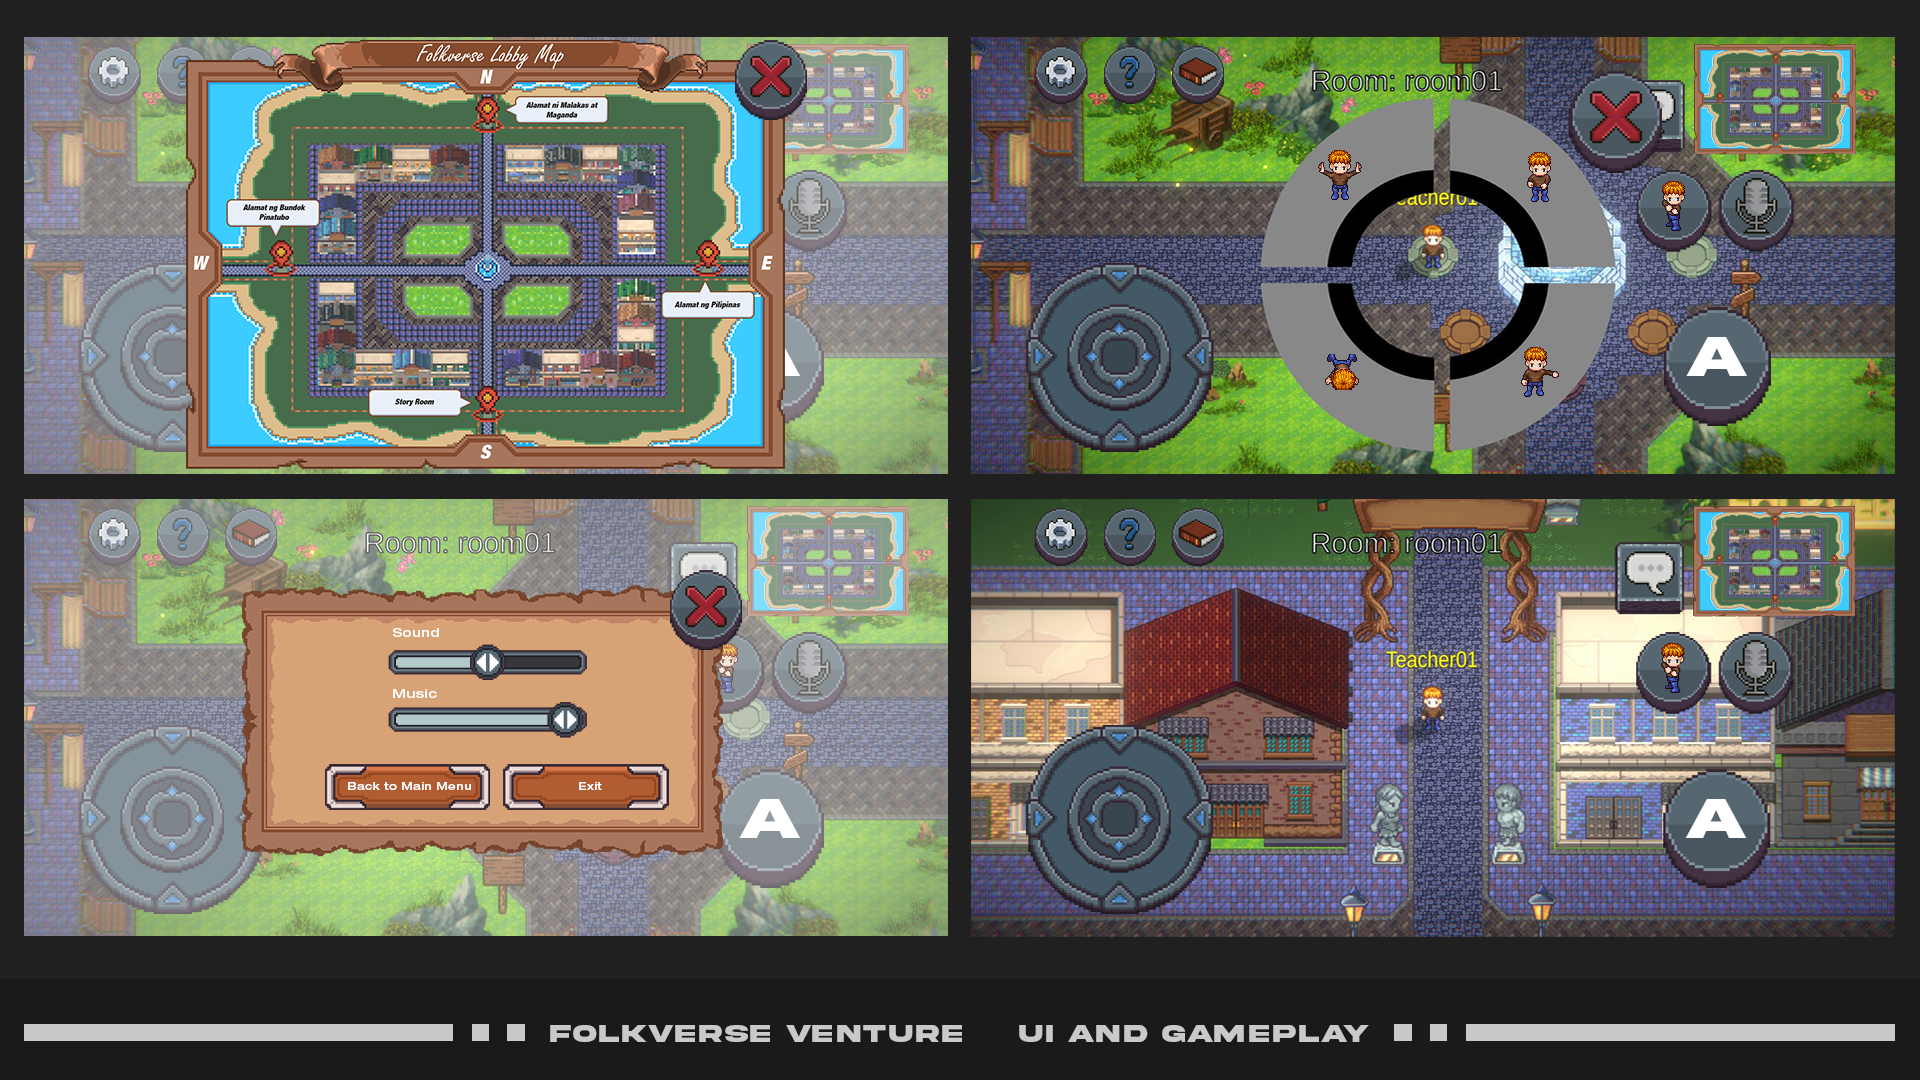 Folkverse Lobby Map
N
Alamat ni Malakas at
Maganda
Alamat ng Bundok
Pinatubo
W
E
Alamat ng Pilipinas
Story Room
S
Room: room01
Teacher01
A
Room: room01
Sound
Music
Back to Main Menu
Exit
A
Room: room01
Teacher01
A
FOLKVERSE VENTURE
UI AND GAMEPLAY